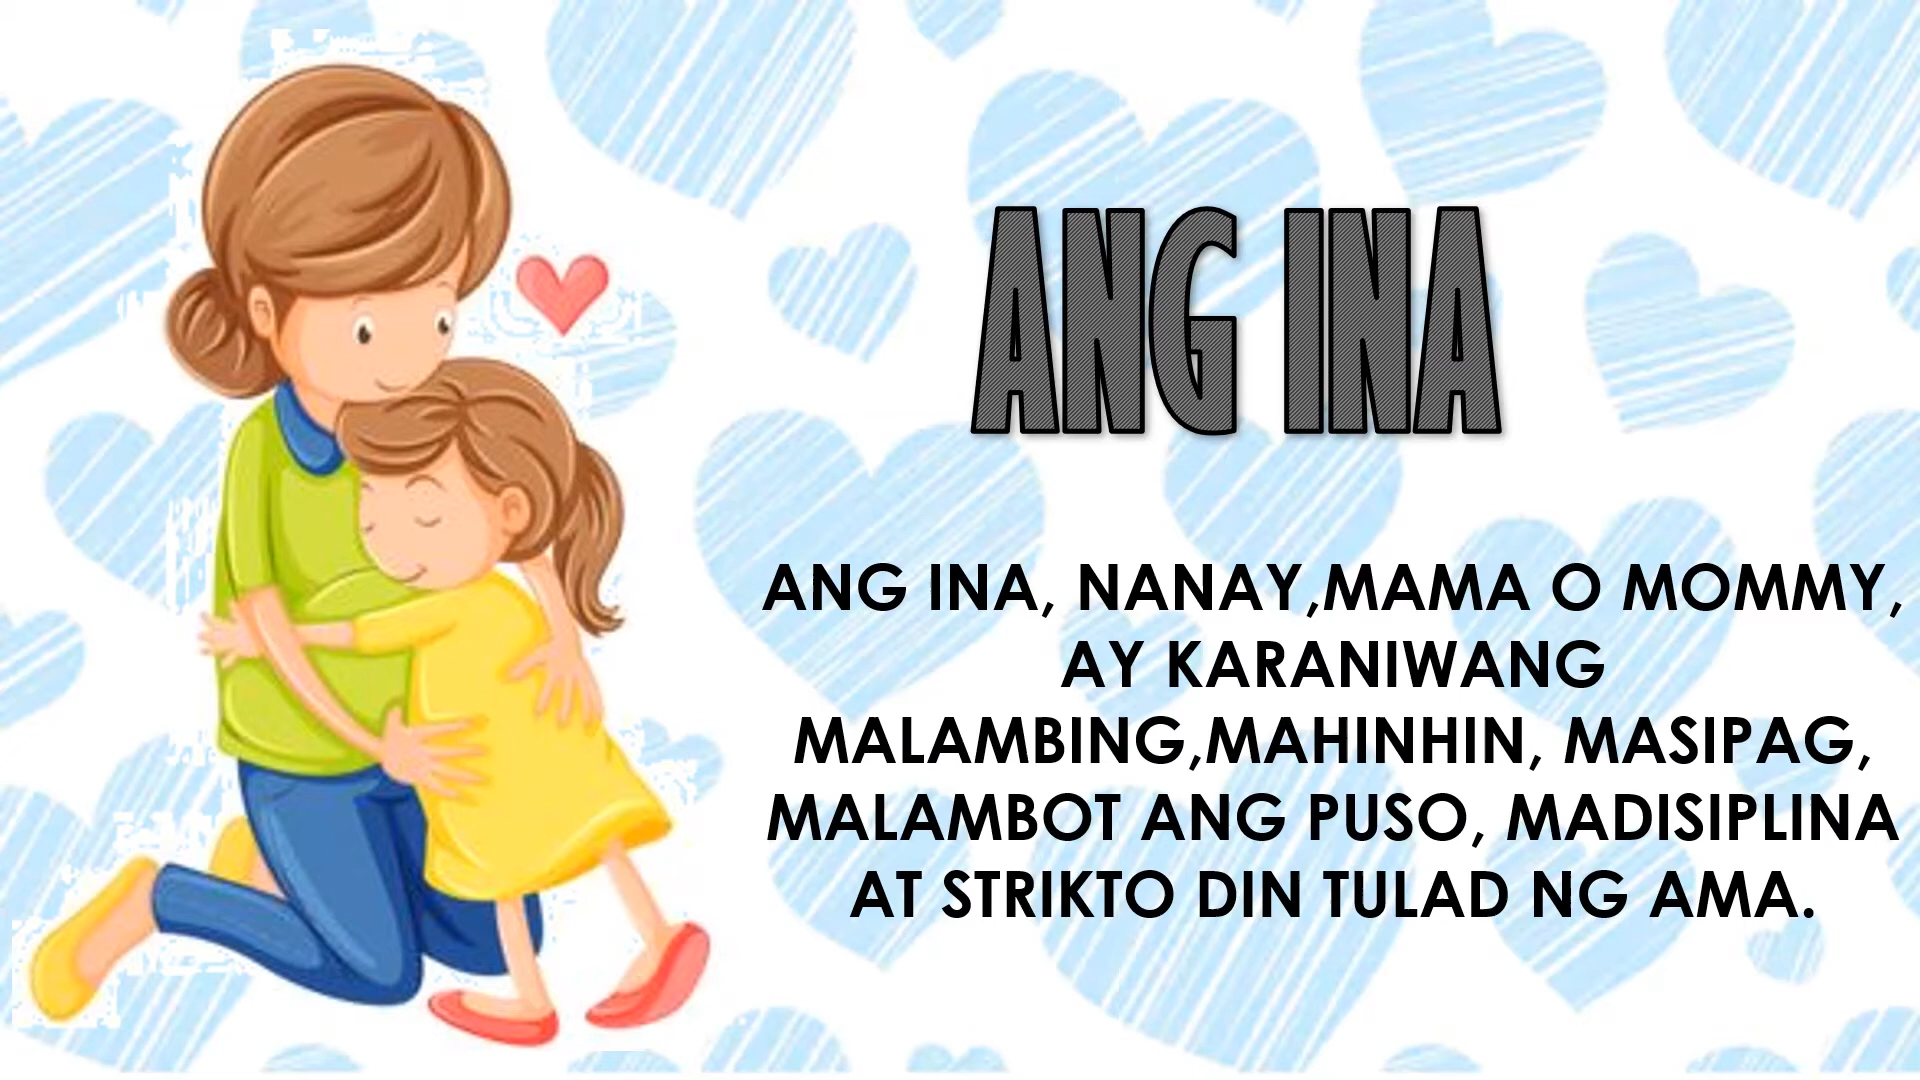 ANG INA
ANG INA, NANAY,MAMA O MOMMY,
AY KARANIWANG
MALAMBING,MAHINHIN, MASIPAG,
MALAMBOT ANG PUSO, MADISIPLINA
AT STRIKTO DIN TULAD NG AMA.